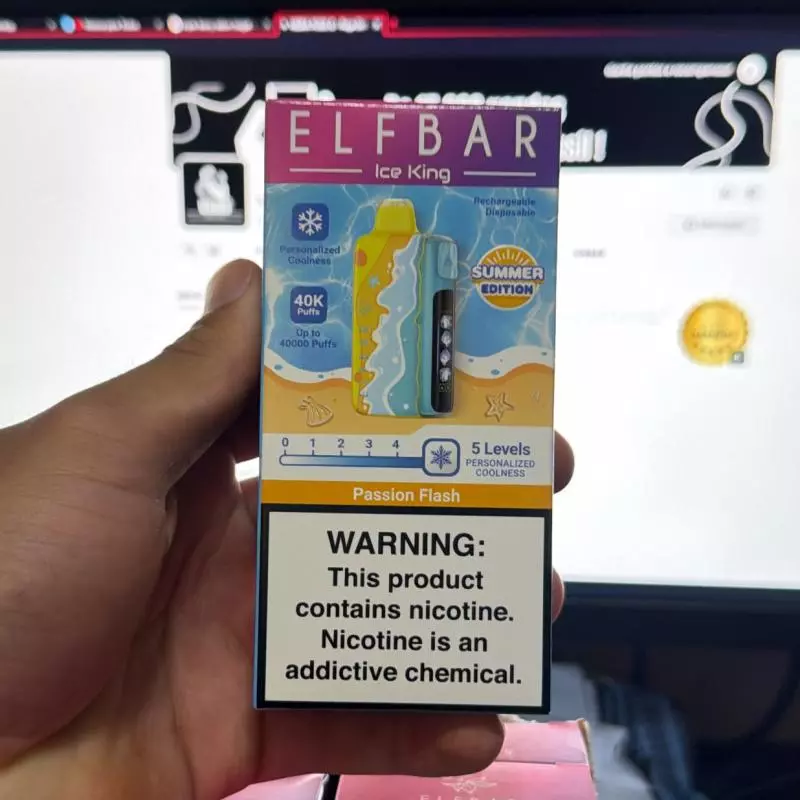 ELFBAR
Ice King
Rechargeable
Disposable
Personalized
Coolness
SUMMER
EDITION
40K
Puffs
Up to
40000 Puffs
0 1 2 3 4
5 Levels
PERSONALIZED
COOLNESS
Passion Flash
WARNING:
This product
contains nicotine.
Nicotine is an
addictive chemical.
ELFBAR